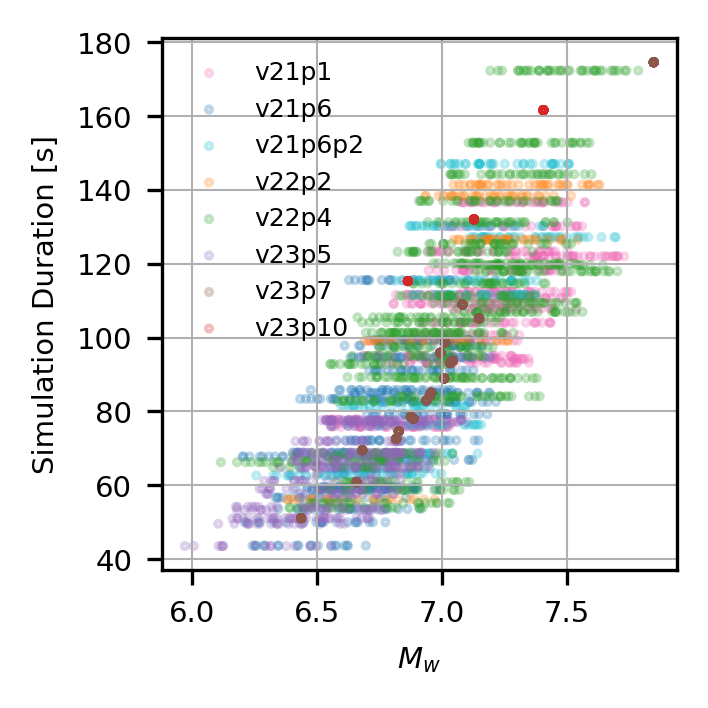 180
160
140
120
100
80
60
40
Simulation Duration [s]
v21p1
v21p6
v21p6p2
v22p2
v22p4
v23p5
v23p7
v23p10
6.0 6.5 7.0 7.5
M_w